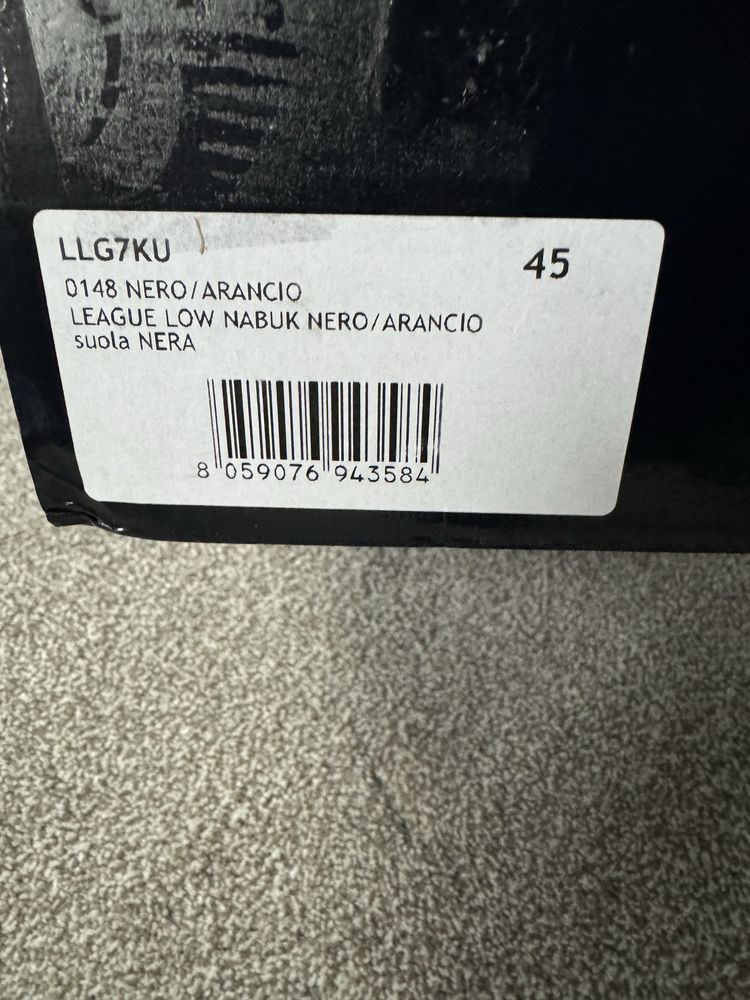 LLG7KU
45
0148 NERO/ARANCIO
LEAGUE LOW NABUK NERO/ARANCIO
suola NERA
8 059076 943584